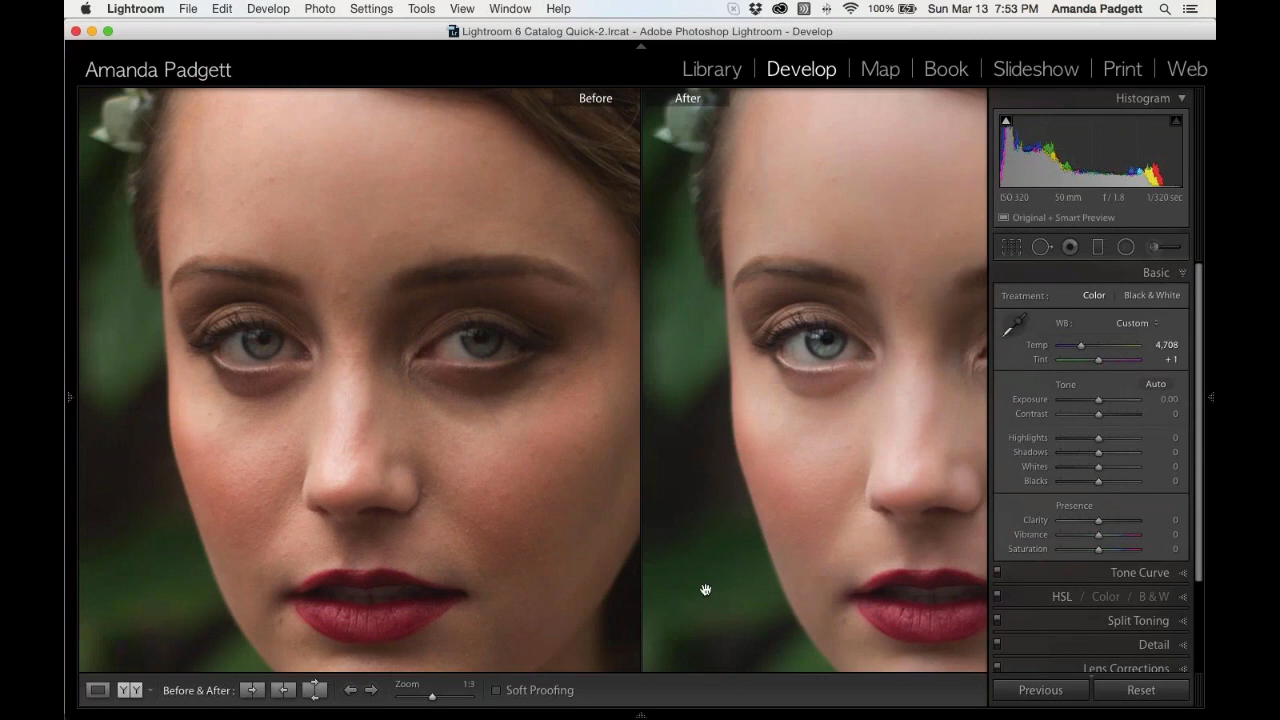 Lightroom File Edit Develop Photo Settings Tools View Window Help 100% Sun Mar 13 7:53 PM Amanda Padgett
Lightroom 6 Catalog Quick-2.lrcat - Adobe Photoshop Lightroom - Develop
Amanda Padgett Library Develop Map Book Slideshow Print Web
Before After Histogram
ISO 320 50 mm f / 1.8 1/320 sec
Original + Smart Preview
Basic
Treatment : Color Black & White
WB : Custom
Temp 4,708
Tint + 1
Tone Auto
Exposure 0.00
Contrast 0
Highlights 0
Shadows 0
Whites 0
Blacks 0
Presence
Clarity 0
Vibrance 0
Saturation 0
Tone Curve
HSL / Color / B & W
Split Toning
Detail
Lens Corrections
YY Before & After : Zoom 1:3 Soft Proofing Previous Reset